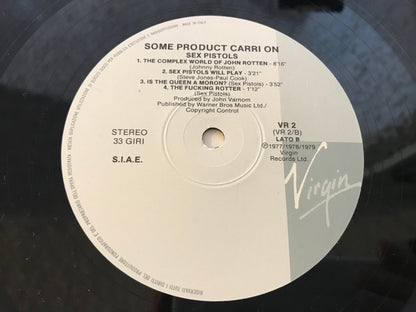 SOME PRODUCT CARRI ON
SEX PISTOLS
1. THE COMPLEX WORLD OF JOHN ROTTEN - 8'16"
(Johnny Rotten)
2. SEX PISTOLS WILL PLAY - 3'21"
(Steve Jones-Paul Cook)
3. IS THE QUEEN A MORON? (Sex Pistols) - 3'52"
4. THE FUCKING ROTTER - 1'12"
(Sex Pistols)
Produced by John Varnom
Published by Warner Bros Music Ltd./
Copyright Control
STEREO
33 GIRI
S.I.A.E.
VR 2
(VR 2/B)
LATO B
Ⓟ1977/1978/1979
Virgin
Records Ltd.
Virgin